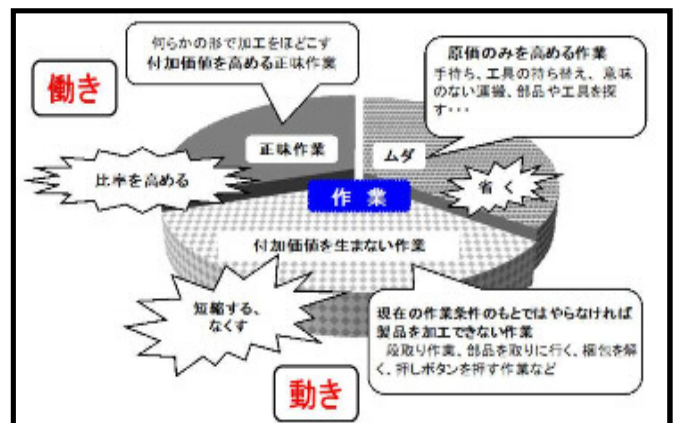 何らかの形で加工をほどこす
付加価値を高める正味作業
働き
原価のみを高める作業
手持ち、工具の持ち替え、意味
のない運搬、部品や工具を探
す・・・
正味作業
ムダ
比率を高める
作 業
省 く
付加価値を生まない作業
短縮する、
なくす
現在の作業条件のもとではやらなければ
製品を加工できない作業
段取り作業、部品を取りに行く、梱包を解
く、押しボタンを押す作業など
動き